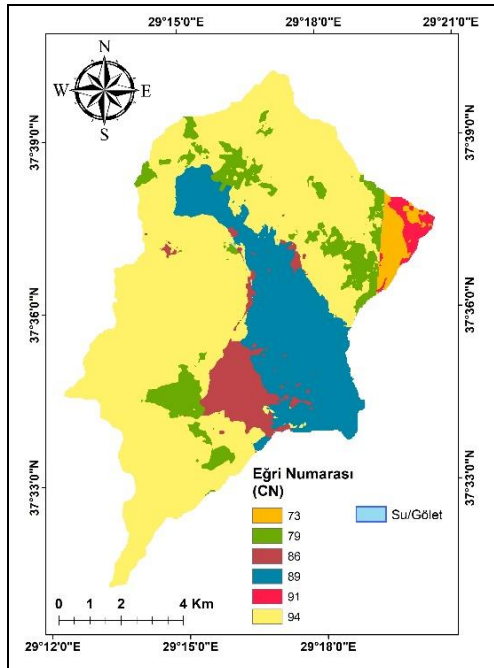 29°15'0"E 29°18'0"E 29°21'0"E
N
W E
S
37°39'0"N 37°39'0"N
37°36'0"N 37°36'0"N
37°33'0"N 37°33'0"N
Eğri Numarası
(CN)
73 Su/Gölet
79
86
89
91
94
0 1 2 4 Km
29°12'0"E 29°15'0"E 29°18'0"E